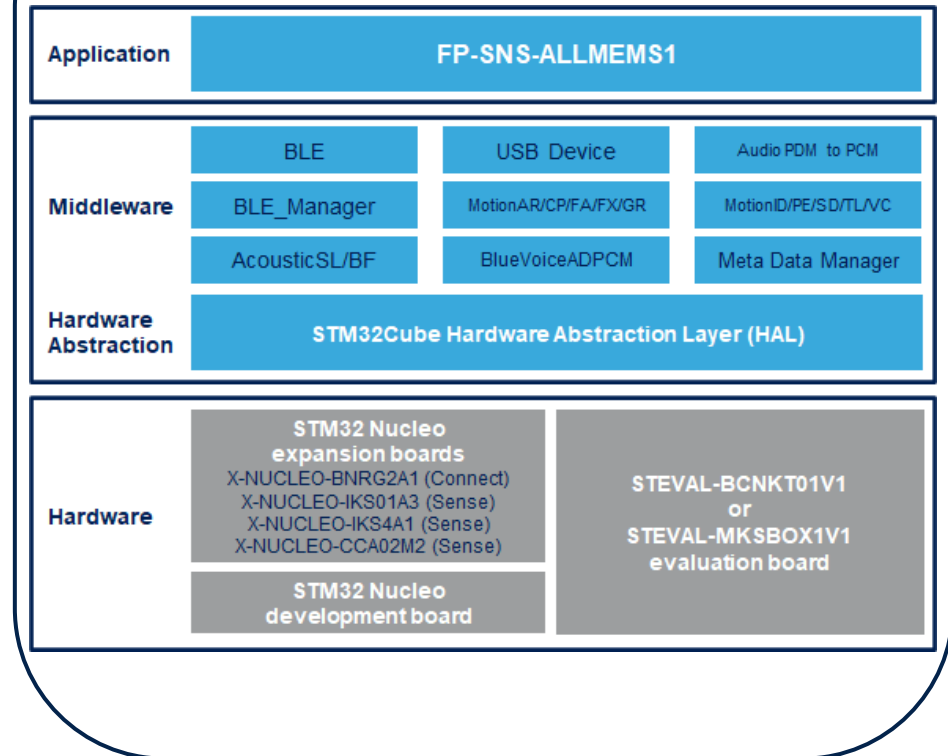 Application
FP-SNS-ALLMEMS1
Middleware
BLE
USB Device
Audio PDM to PCM
BLE_Manager
MotionAR/CP/FA/FX/GR
MotionID/PE/SD/TL/VC
AcousticSL/BF
BlueVoiceADPCM
Meta Data Manager
Hardware
Abstraction
STM32Cube Hardware Abstraction Layer (HAL)
Hardware
STM32 Nucleo
expansion boards
X-NUCLEO-BNRG2A1 (Connect)
X-NUCLEO-IKS01A3 (Sense)
X-NUCLEO-IKS4A1 (Sense)
X-NUCLEO-CCA02M2 (Sense)
STM32 Nucleo
development board
STEVAL-BCNKT01V1
or
STEVAL-MKSBOX1V1
evaluation board